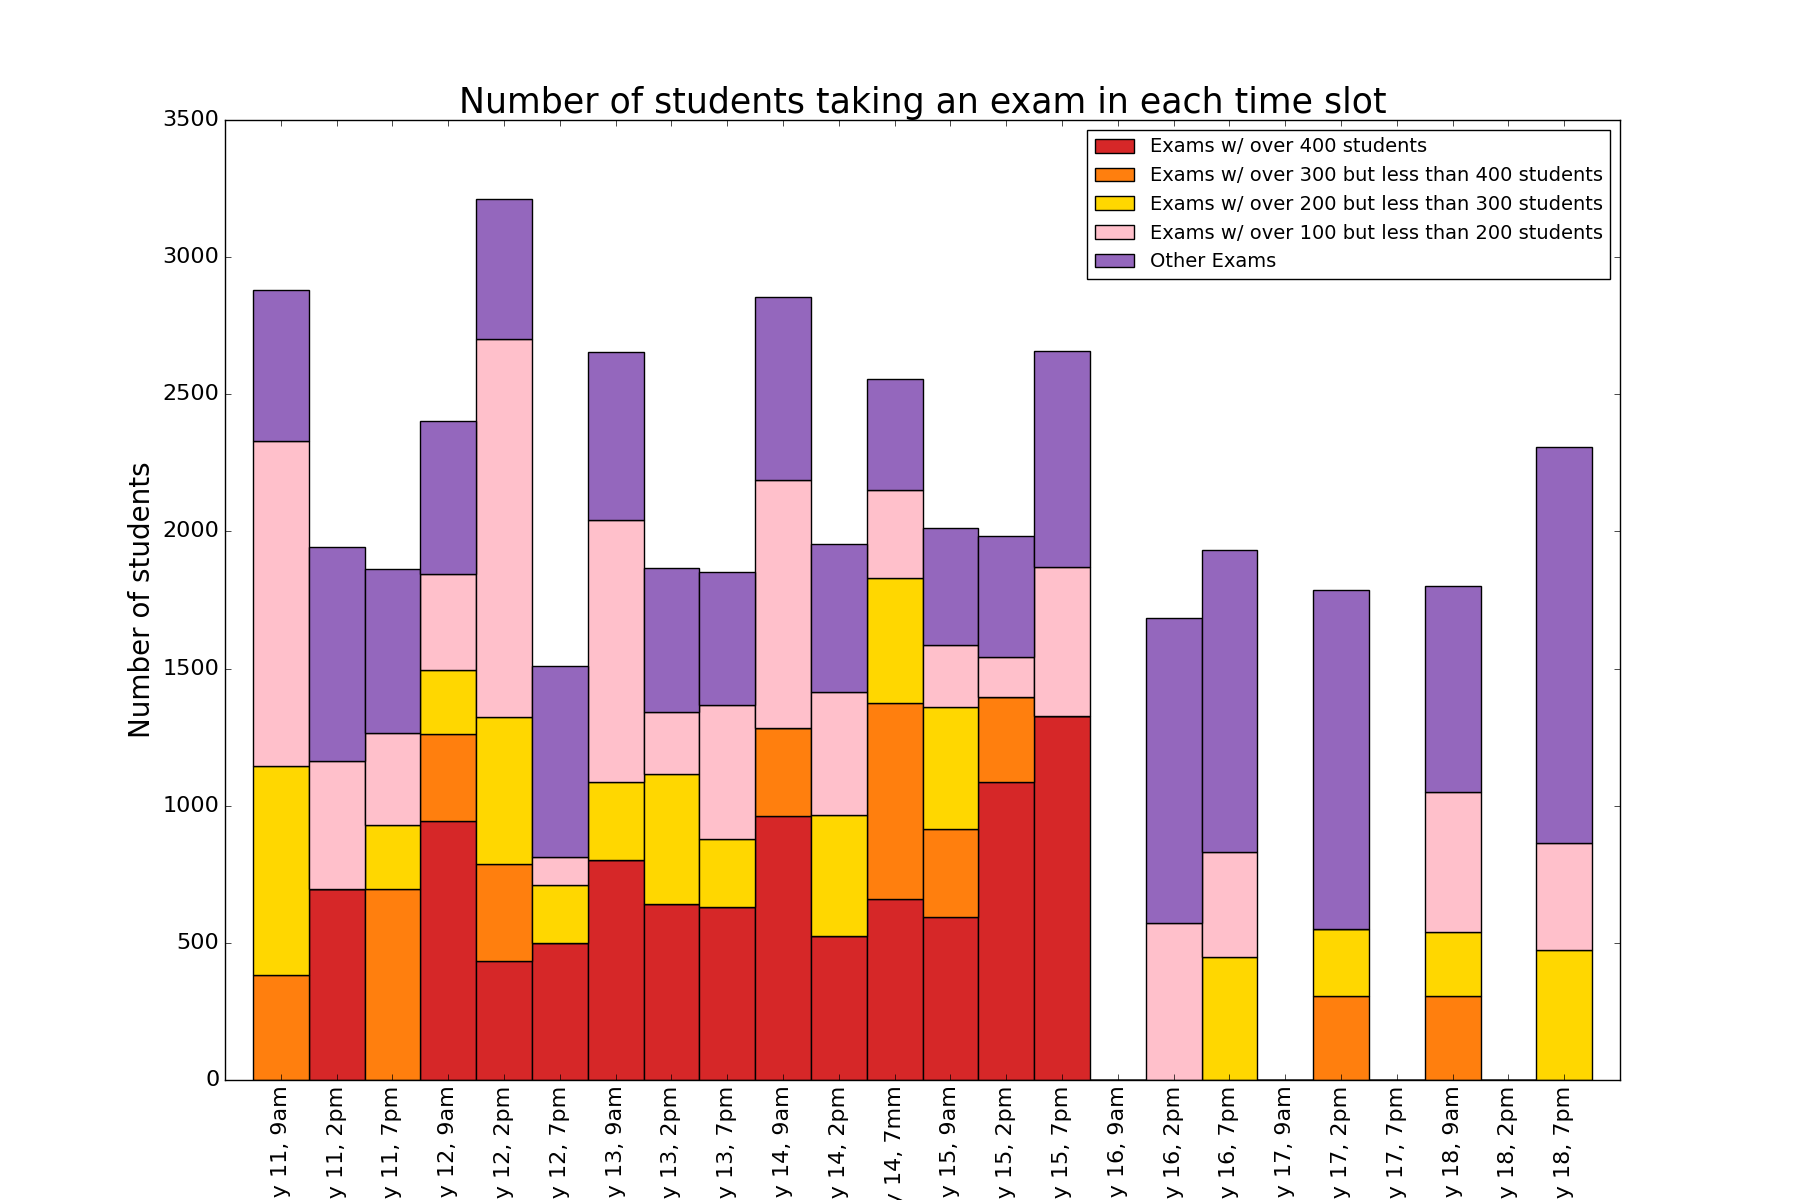 Number of students taking an exam in each time slot
Exams w/ over 400 students
Exams w/ over 300 but less than 400 students
Exams w/ over 200 but less than 300 students
Exams w/ over 100 but less than 200 students
Other Exams
Number of students
3500
3000
2500
2000
1500
1000
500
0
y 11, 9am
y 11, 2pm
y 11, 7pm
y 12, 9am
y 12, 2pm
y 12, 7pm
y 13, 9am
y 13, 2pm
y 13, 7pm
y 14, 9am
y 14, 2pm
y 14, 7mm
y 15, 9am
y 15, 2pm
y 15, 7pm
y 16, 9am
y 16, 2pm
y 16, 7pm
y 17, 9am
y 17, 2pm
y 17, 7pm
y 18, 9am
y 18, 2pm
y 18, 7pm